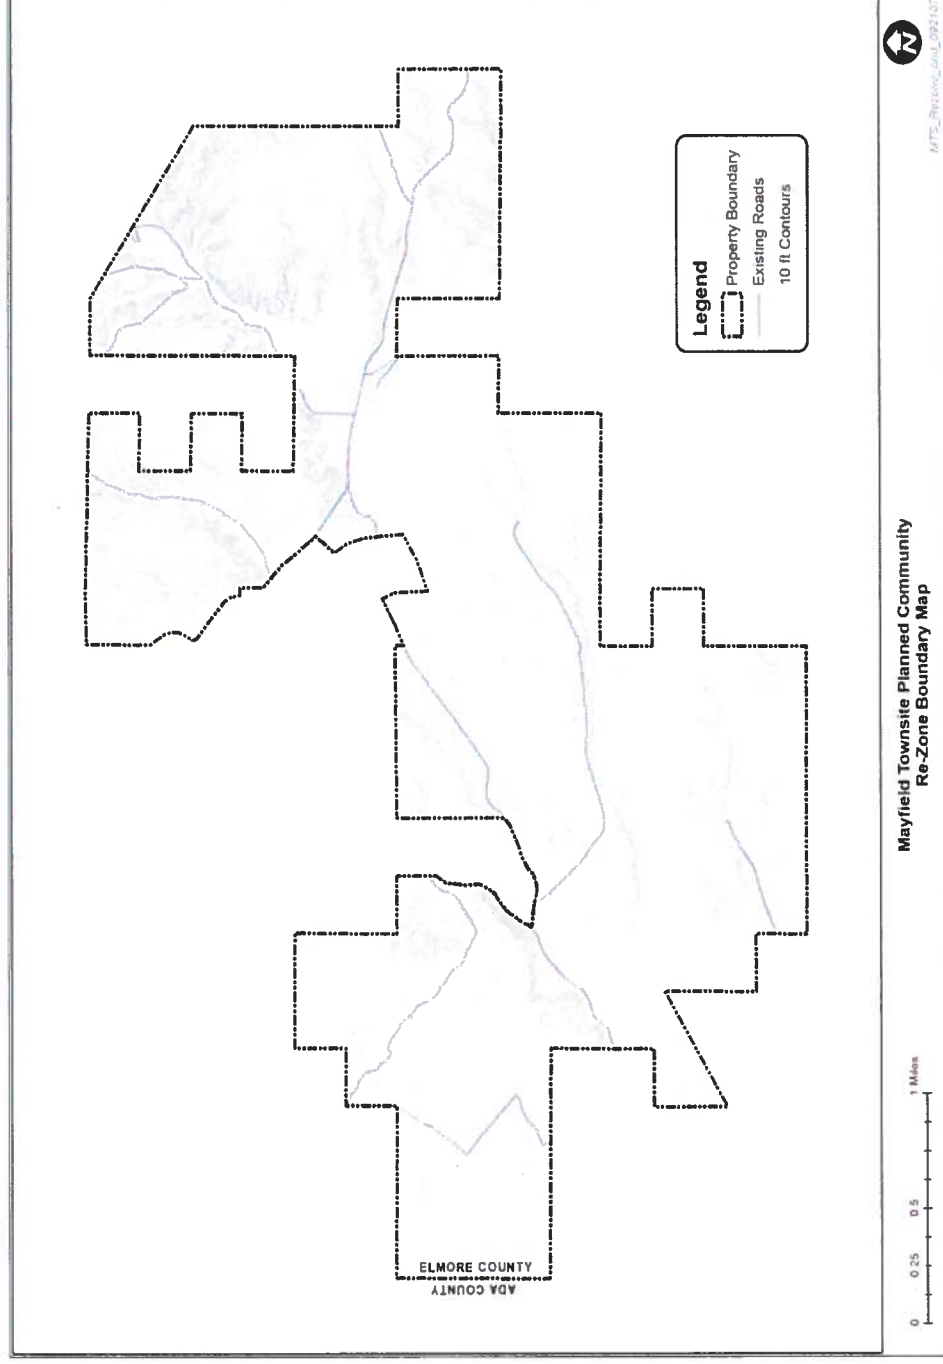 ELMORE COUNTY
ADA COUNTY
Legend
Property Boundary
Existing Roads
10 ft Contours
0 0.25 0.5 1 Miles
Mayfield Townsite Planned Community
Re-Zone Boundary Map
N